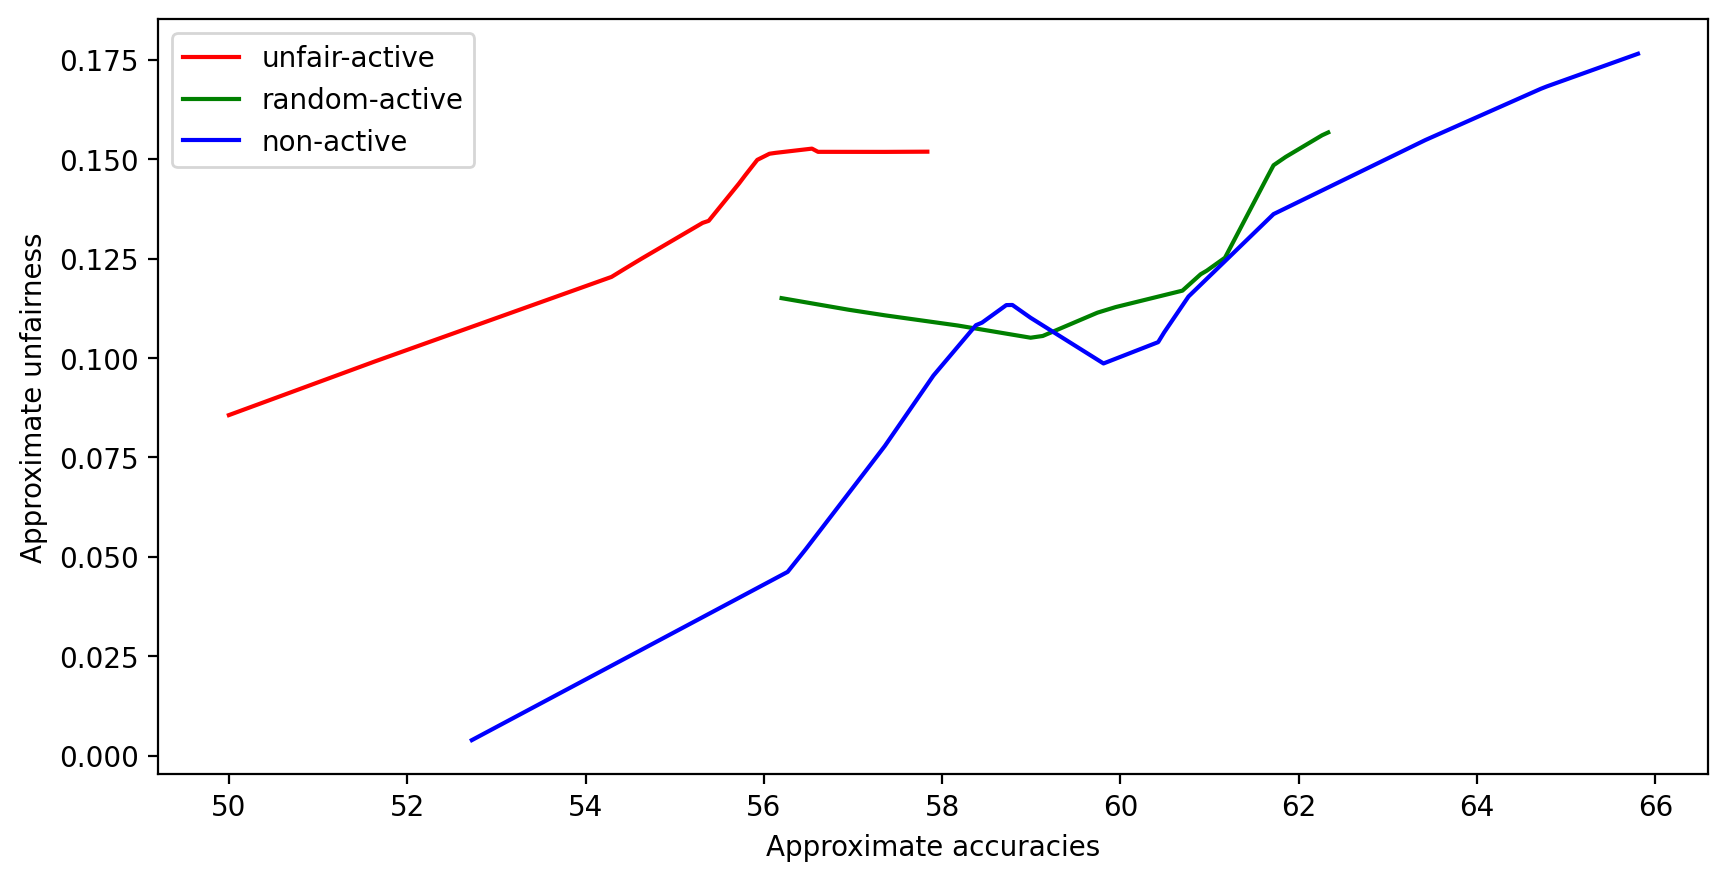 unfair-active
random-active
non-active
Approximate unfairness
0.175
0.150
0.125
0.100
0.075
0.050
0.025
0.000
50 52 54 56 58 60 62 64 66
Approximate accuracies